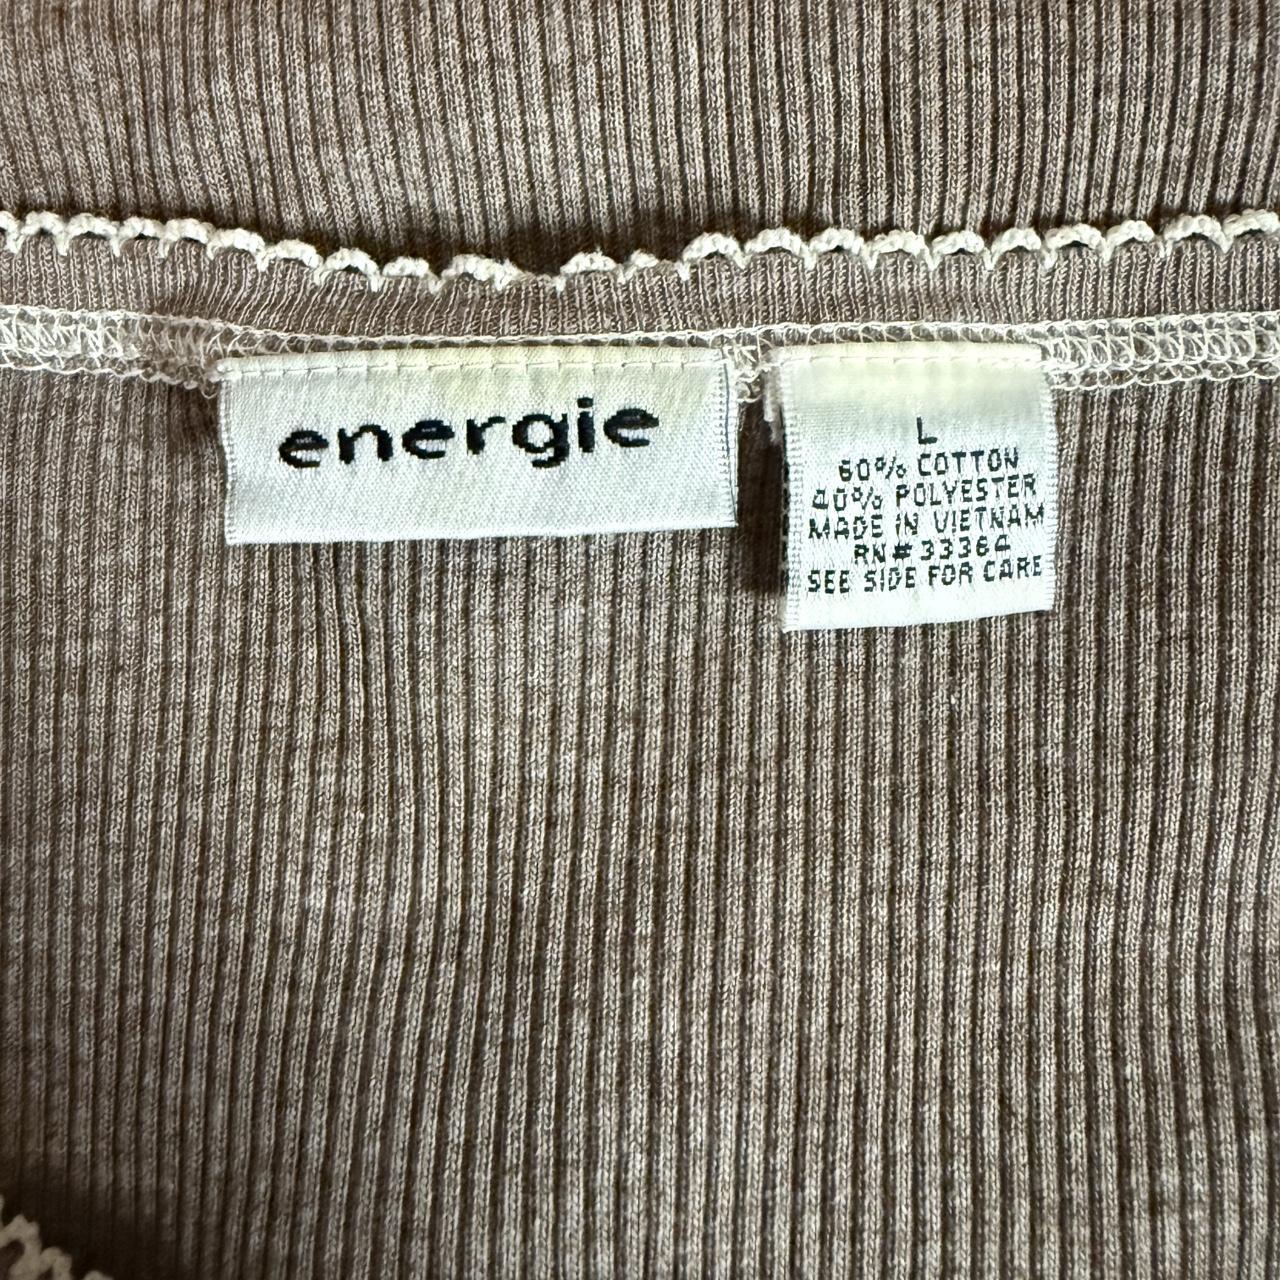 energie
L
60% COTTON
40% POLYESTER
MADE IN VIETNAM
RN# 33364
SEE SIDE FOR CARE